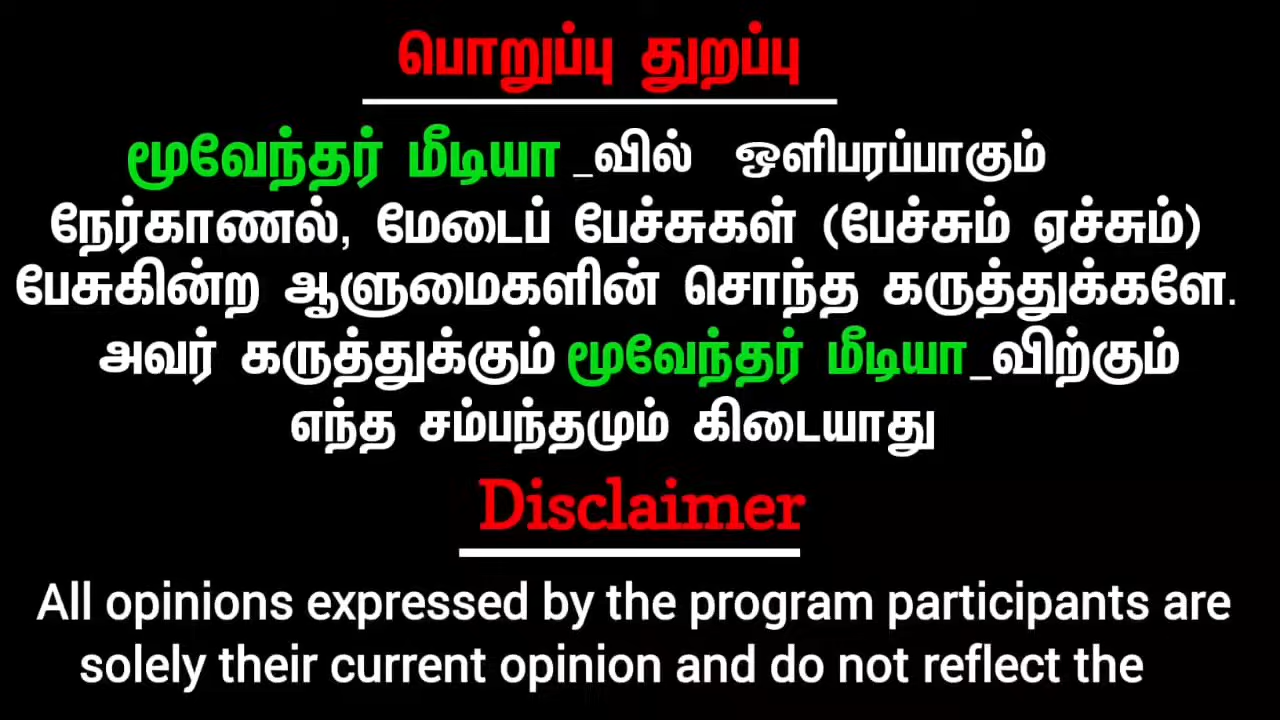 பொறுப்பு துறப்பு
மூவேந்தர் மீடியா _வில் ஒளிபரப்பாகும்
நேர்காணல், மேடைப் பேச்சுகள் (பேச்சும் ஏச்சும்)
பேசுகின்ற ஆளுமைகளின் சொந்த கருத்துக்களே.
அவர் கருத்துக்கும் மூவேந்தர் மீடியா_விற்கும்
எந்த சம்பந்தமும் கிடையாது
Disclaimer
All opinions expressed by the program participants are
solely their current opinion and do not reflect the